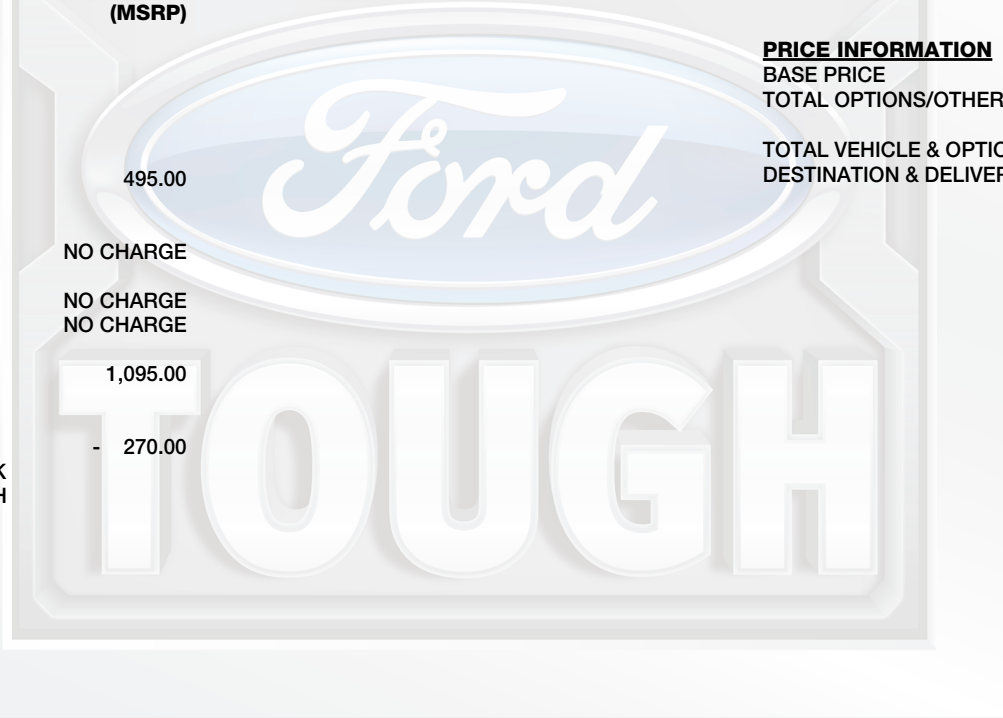 (MSRP)
495.00
NO CHARGE
NO CHARGE
NO CHARGE
1,095.00
- 270.00
K
H
PRICE INFORMATION
BASE PRICE
TOTAL OPTIONS/OTHER
TOTAL VEHICLE & OPTIO
DESTINATION & DELIVER
Ford
TOUGH